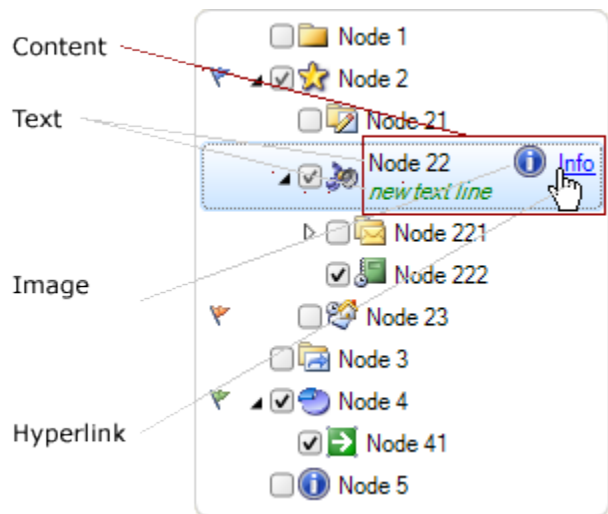 Content
Text
Image
Hyperlink
Node 1
Node 2
Node 21
Node 22
Info
new text line
Node 221
Node 222
Node 23
Node 3
Node 4
Node 41
Node 5